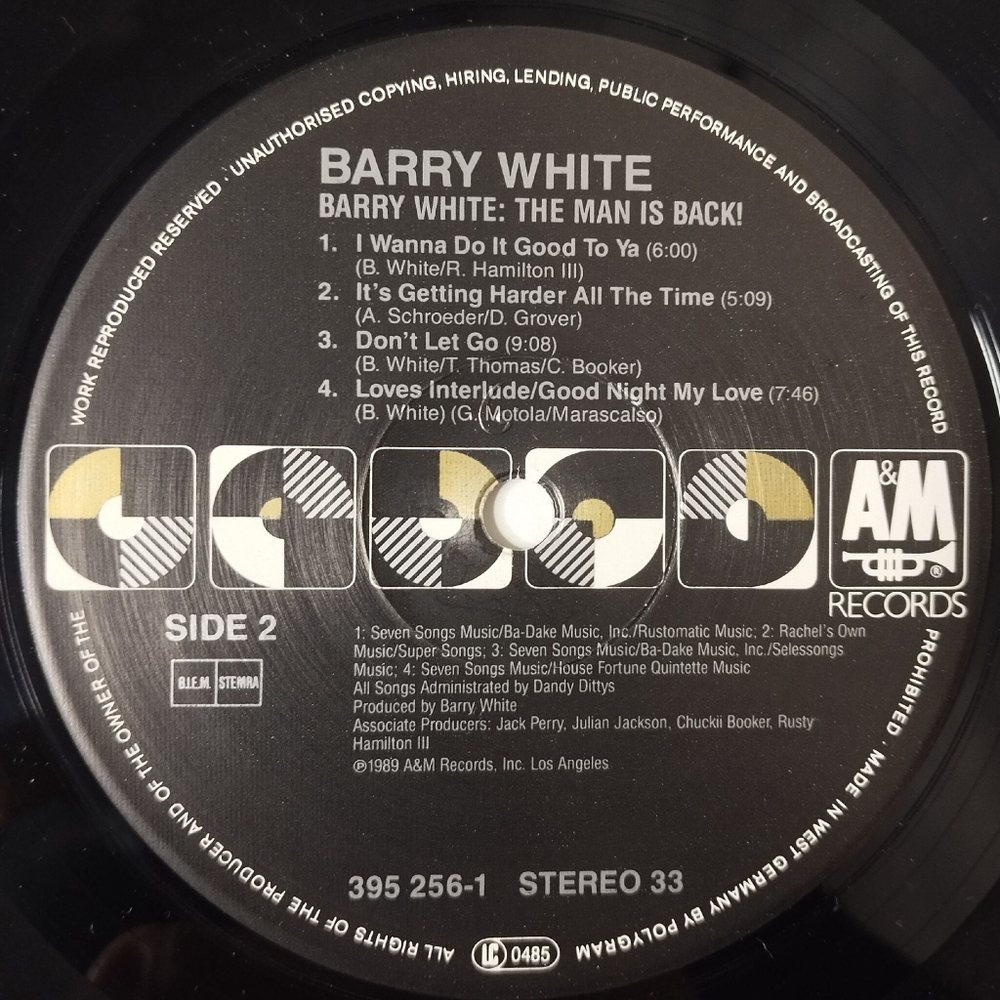 BARRY WHITE
BARRY WHITE: THE MAN IS BACK!
1. I Wanna Do It Good To Ya (6:00)
(B. White/R. Hamilton III)
2. It's Getting Harder All The Time (5:09)
(A. Schroeder/D. Grover)
3. Don't Let Go (9:08)
(B. White/T. Thomas/C. Booker)
4. Loves Interlude/Good Night My Love (7:46)
(B. White) (G. Motola/Marascalso)
A&M
®
RECORDS
SIDE 2
B.I.E.M. STEMRA
1: Seven Songs Music/Ba-Dake Music, Inc./Rustomatic Music; 2: Rachel's Own
Music/Super Songs; 3: Seven Songs Music/Ba-Dake Music, Inc./Selessongs
Music; 4: Seven Songs Music/House Fortune Quintette Music
All Songs Administrated by Dandy Dittys
Produced by Barry White
Associate Producers: Jack Perry, Julian Jackson, Chuckii Booker, Rusty
Hamilton III
℗1989 A&M Records, Inc. Los Angeles
395 256-1 STEREO 33
LC 0485
ALL RIGHTS OF THE PRODUCER AND OF THE OWNER OF THE WORK REPRODUCED RESERVED · UNAUTHORISED COPYING, HIRING, LENDING, PUBLIC PERFORMANCE AND BROADCASTING OF THIS RECORD PROHIBITED · MADE IN WEST GERMANY BY POLYGRAM